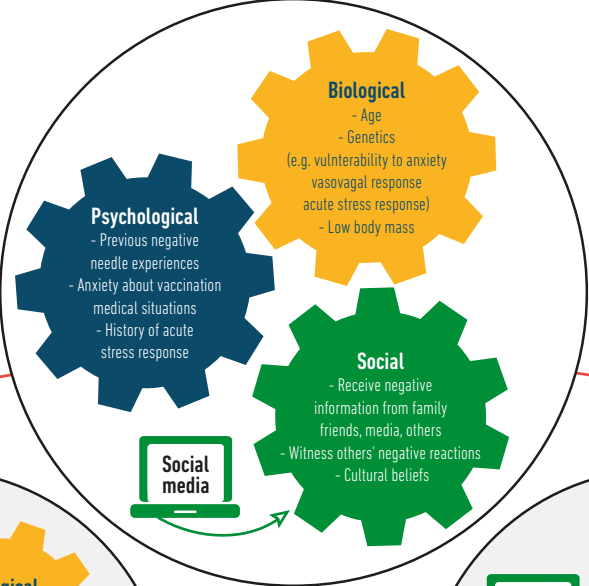 Biological
- Age
- Genetics
(e.g. vulnterability to anxiety
vasovagal response
acute stress response)
- Low body mass
Psychological
- Previous negative
needle experiences
- Anxiety about vaccination
medical situations
- History of acute
stress response
Social
- Receive negative
information from family
friends, media, others
- Witness others' negative reactions
- Cultural beliefs
Social
media